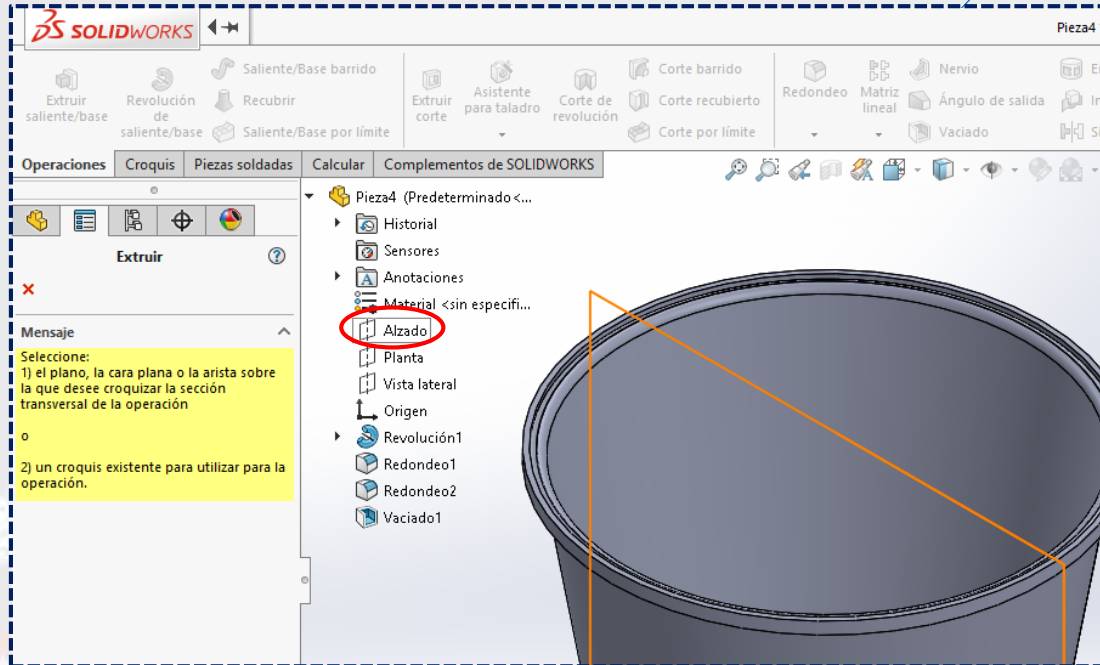 SOLIDWORKS
Pieza4
Extruir
saliente/base
Revolución
de
saliente/base
Saliente/Base barrido
Recubrir
Saliente/Base por límite
Extruir
corte
Asistente
para taladro
Corte de
revolución
Corte barrido
Corte recubierto
Corte por límite
Redondeo
Matriz
lineal
Nervio
Ángulo de salida
Vaciado
Operaciones
Croquis
Piezas soldadas
Calcular
Complementos de SOLIDWORKS
Extruir
Mensaje
Seleccione:
1) el plano, la cara plana o la arista sobre
la que desee croquizar la sección
transversal de la operación
o
2) un croquis existente para utilizar para la
operación.
Pieza4 (Predeterminado<...
Historial
Sensores
Anotaciones
Material <sin especifi...
Alzado
Planta
Vista lateral
Origen
Revolución1
Redondeo1
Redondeo2
Vaciado1